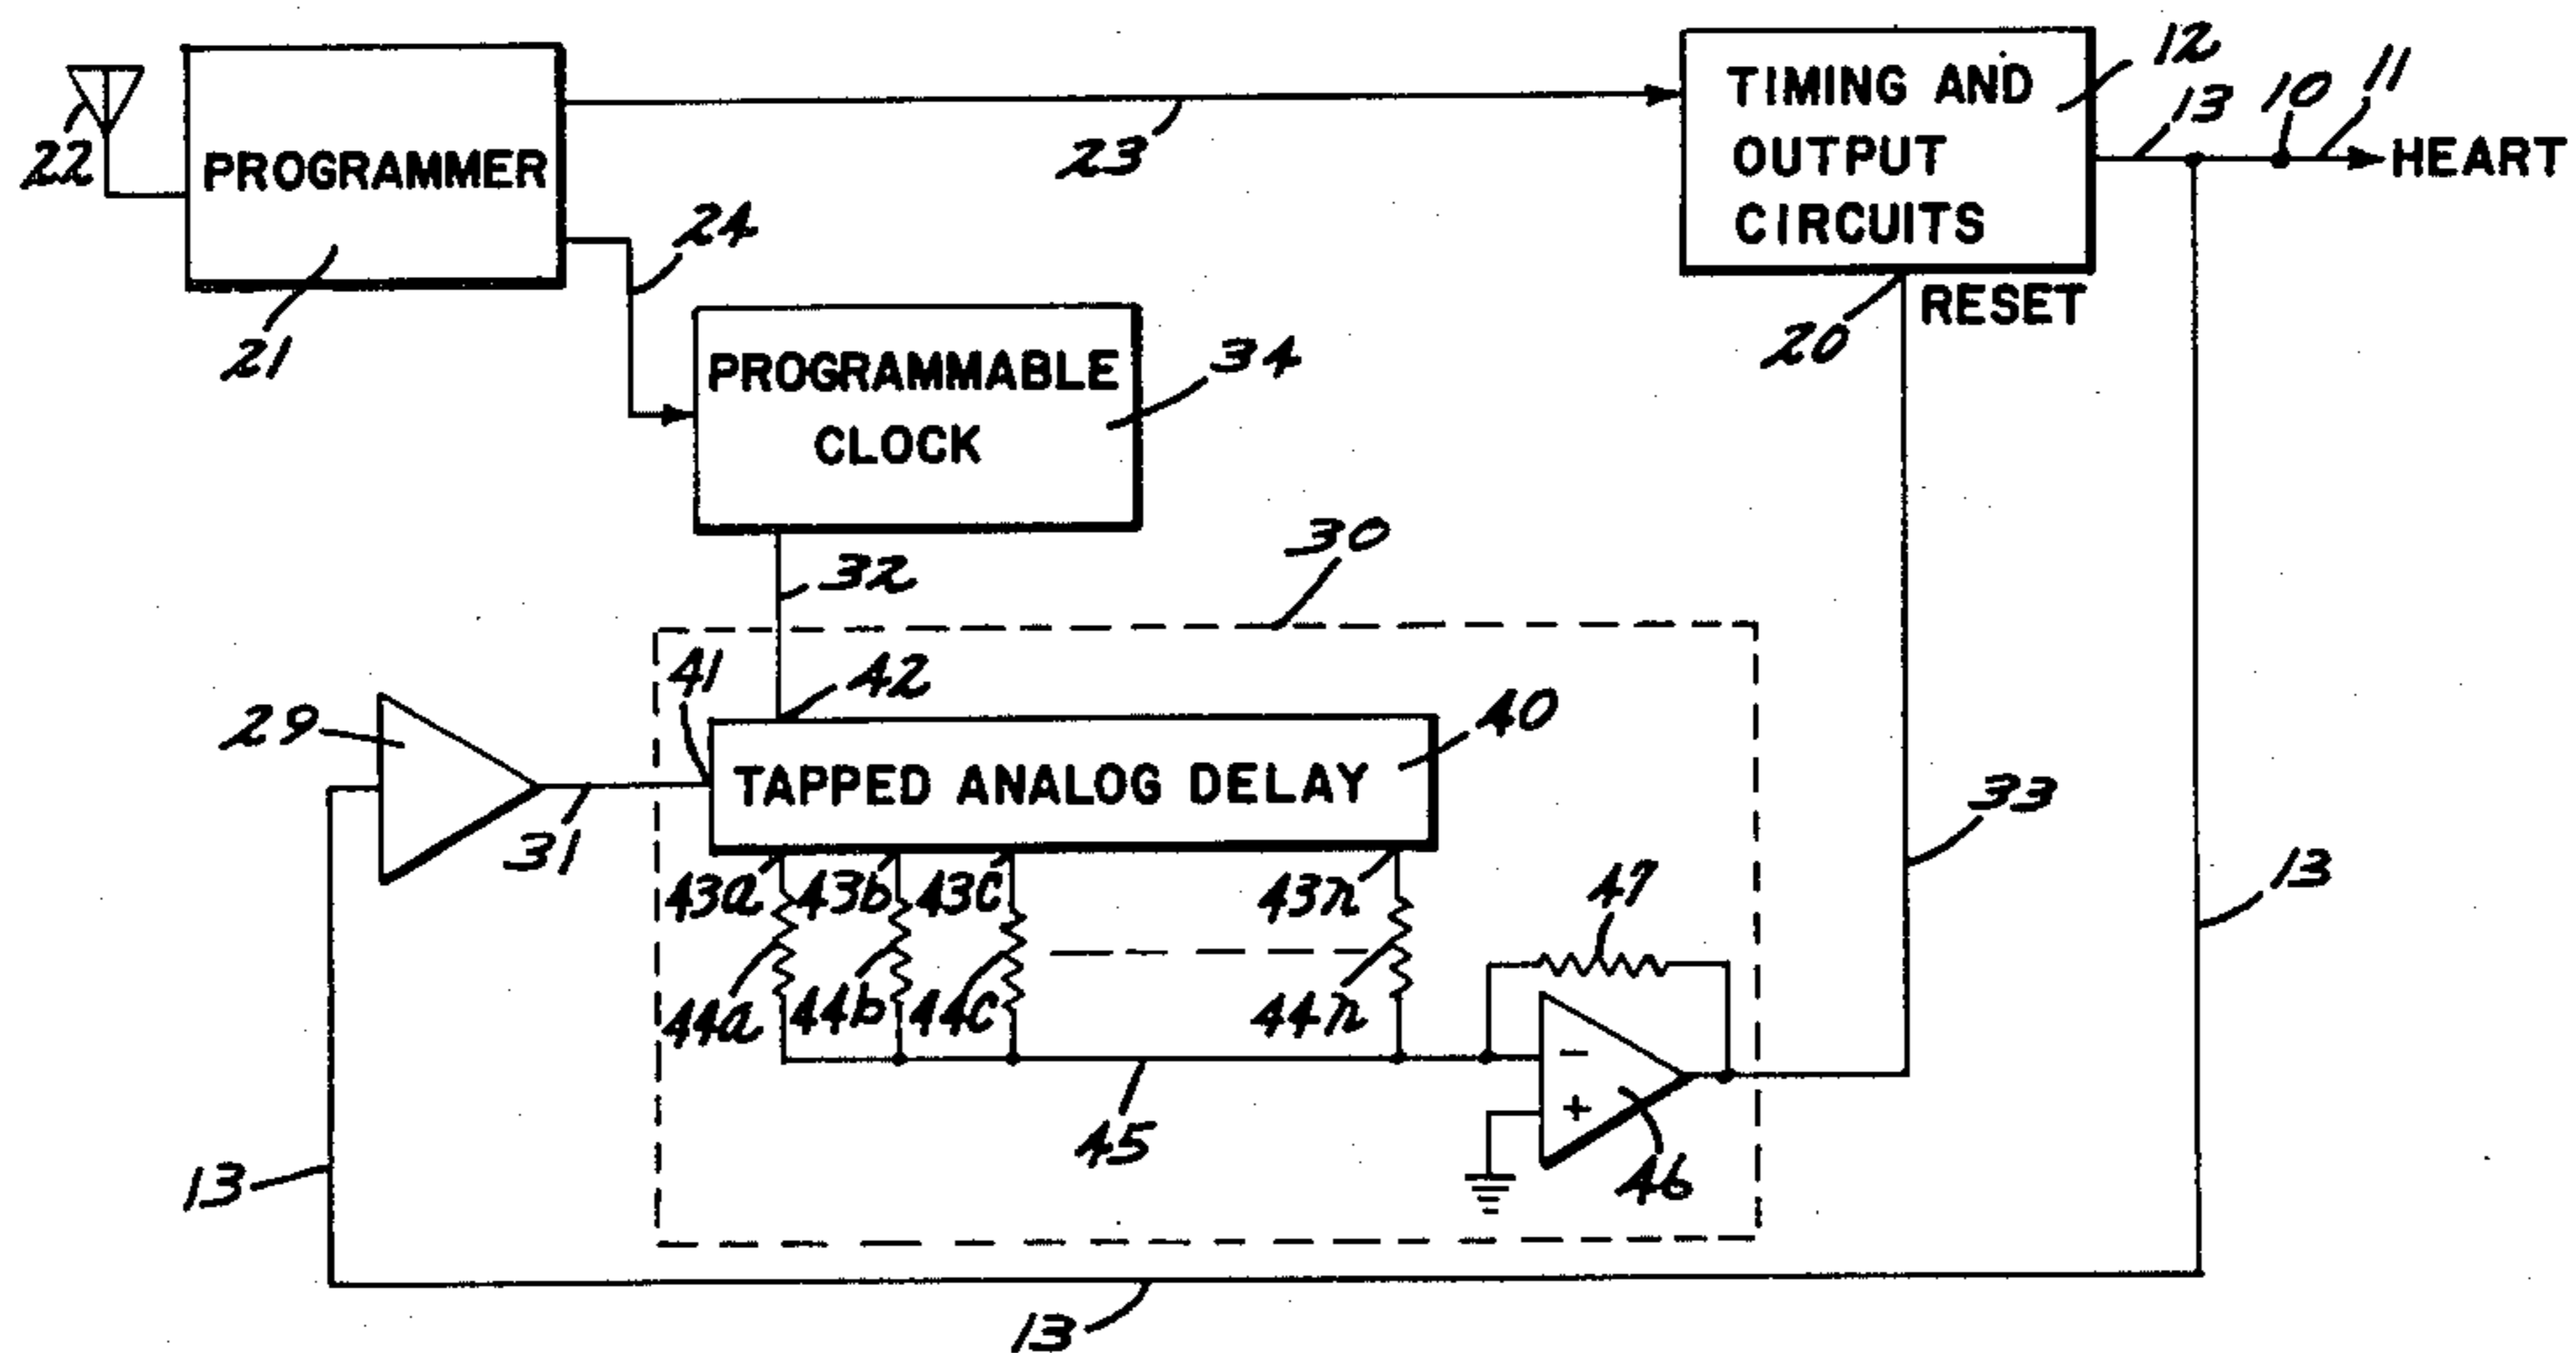 22
PROGRAMMER
21
23
24
TIMING AND
OUTPUT
CIRCUITS
12
13
10
11
HEART
20
RESET
PROGRAMMABLE
CLOCK
34
32
30
41
42
40
29
31
TAPPED ANALOG DELAY
43a
43b
43c
43n
44a
44b
44c
44n
47
33
13
−
+
45
46
13
13